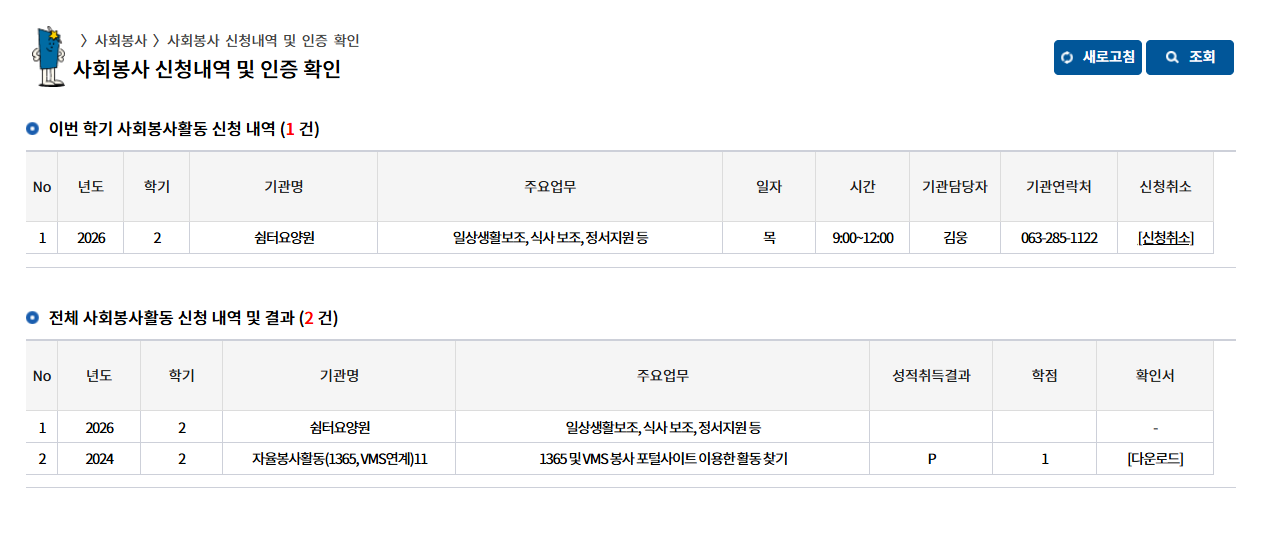 〉 사회봉사 〉 사회봉사 신청내역 및 인증 확인
사회봉사 신청내역 및 인증 확인
새로고침 조회
이번 학기 사회봉사활동 신청 내역 (1 건)
No 년도 학기 기관명 주요업무 일자 시간 기관담당자 기관연락처 신청취소
1 2026 2 쉼터요양원 일상생활보조, 식사 보조, 정서지원 등 목 9:00~12:00 김웅 063-285-1122 [신청취소]
전체 사회봉사활동 신청 내역 및 결과 (2 건)
No 년도 학기 기관명 주요업무 성적취득결과 학점 확인서
1 2026 2 쉼터요양원 일상생활보조, 식사 보조, 정서지원 등 -
2 2024 2 자율봉사활동(1365, VMS연계)11 1365 및 VMS 봉사 포털사이트 이용한 활동 찾기 P 1 [다운로드]